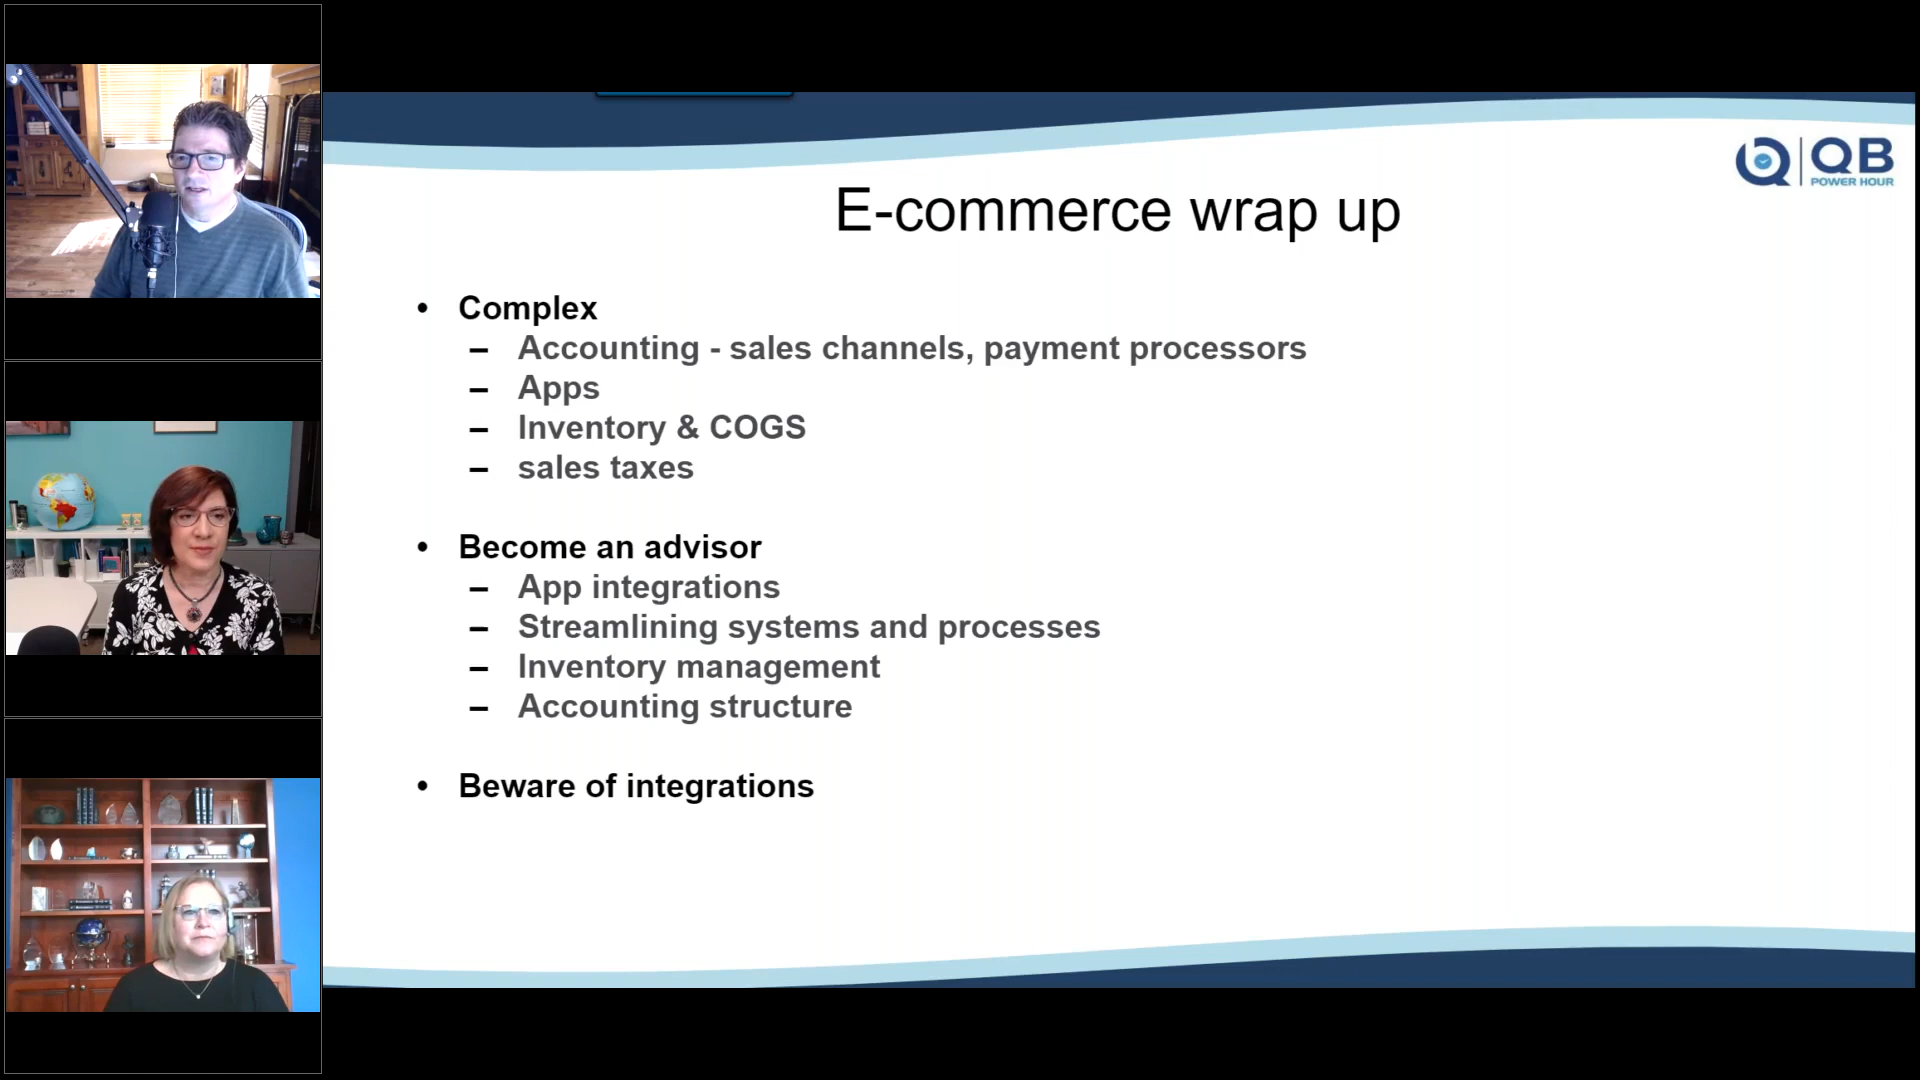 QB
POWER HOUR
E-commerce wrap up
• Complex
– Accounting - sales channels, payment processors
– Apps
– Inventory & COGS
– sales taxes
• Become an advisor
– App integrations
– Streamlining systems and processes
– Inventory management
– Accounting structure
• Beware of integrations